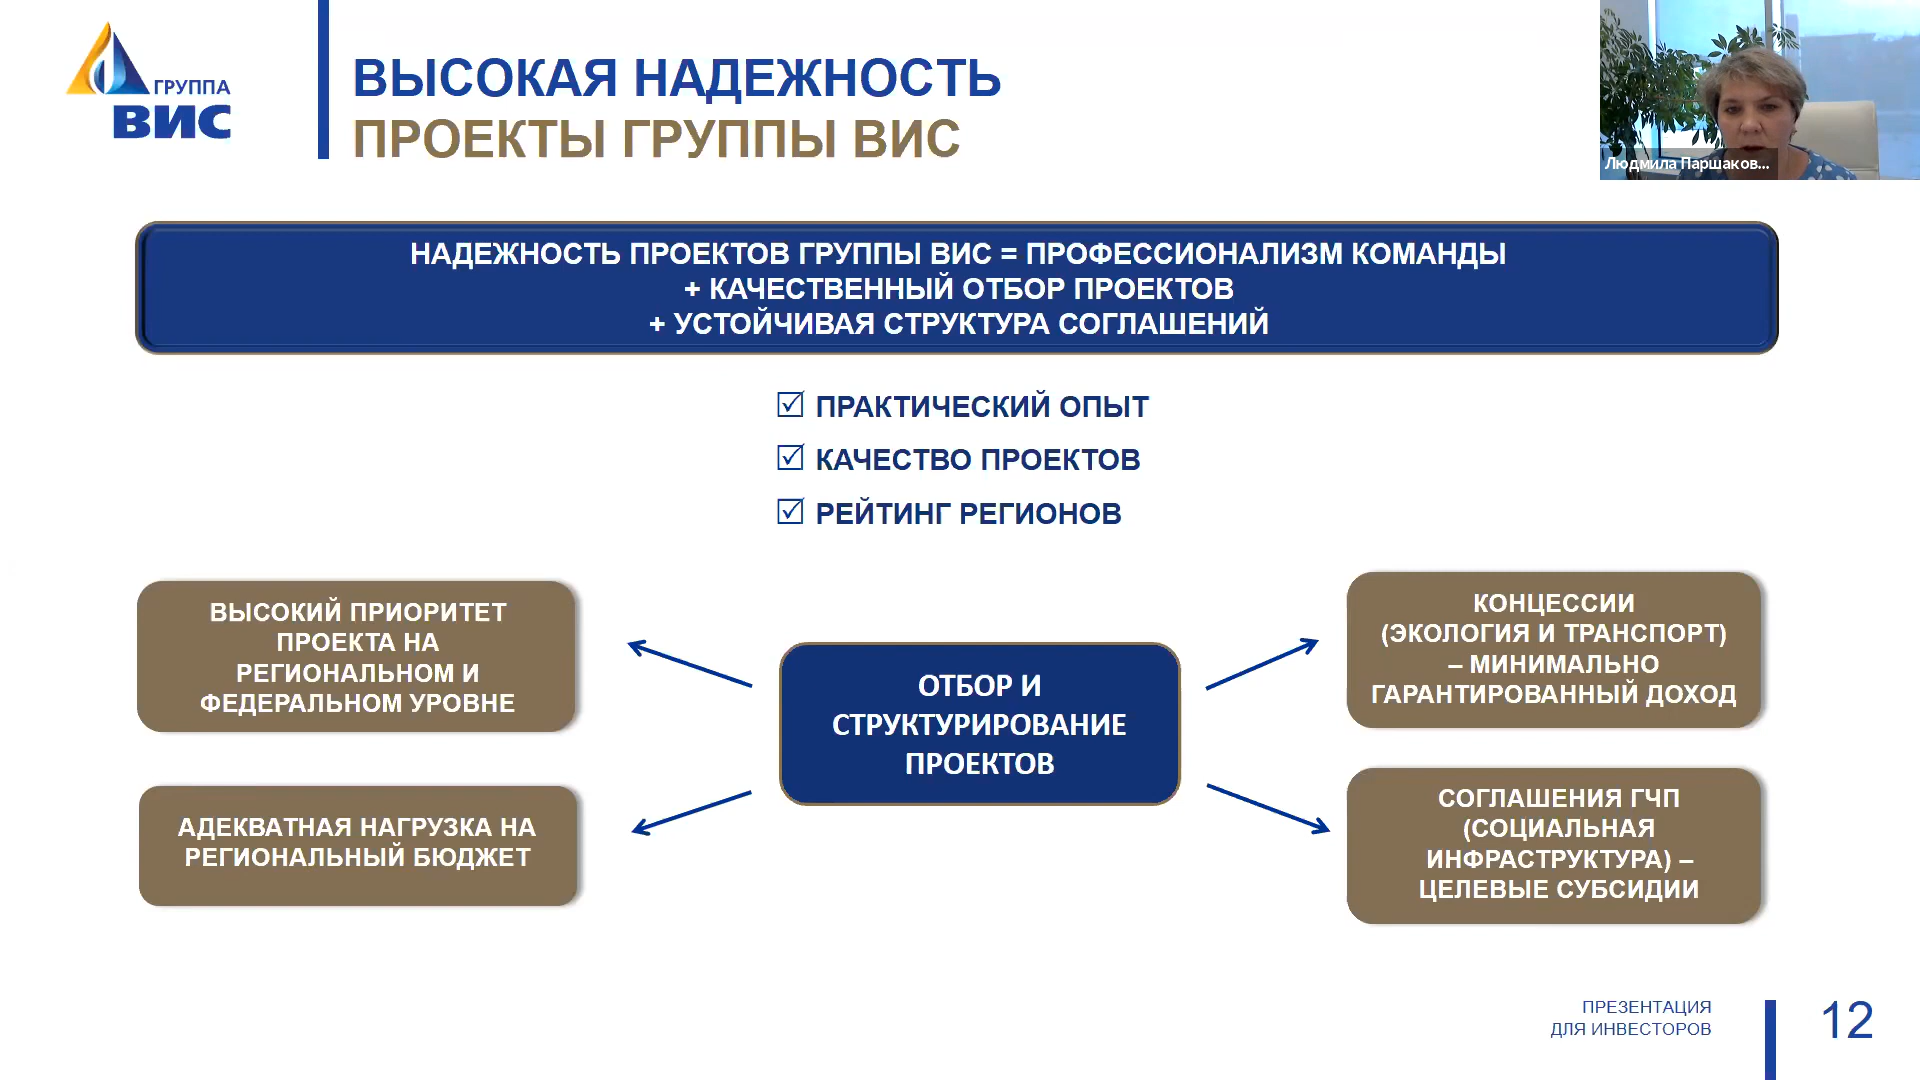 ГРУППА
ВИС
ВЫСОКАЯ НАДЕЖНОСТЬ
ПРОЕКТЫ ГРУППЫ ВИС
Людмила Паршаков...
НАДЕЖНОСТЬ ПРОЕКТОВ ГРУППЫ ВИС = ПРОФЕССИОНАЛИЗМ КОМАНДЫ
+ КАЧЕСТВЕННЫЙ ОТБОР ПРОЕКТОВ
+ УСТОЙЧИВАЯ СТРУКТУРА СОГЛАШЕНИЙ
ПРАКТИЧЕСКИЙ ОПЫТ
КАЧЕСТВО ПРОЕКТОВ
РЕЙТИНГ РЕГИОНОВ
ВЫСОКИЙ ПРИОРИТЕТ
ПРОЕКТА НА
РЕГИОНАЛЬНОМ И
ФЕДЕРАЛЬНОМ УРОВНЕ
АДЕКВАТНАЯ НАГРУЗКА НА
РЕГИОНАЛЬНЫЙ БЮДЖЕТ
ОТБОР И
СТРУКТУРИРОВАНИЕ
ПРОЕКТОВ
КОНЦЕССИИ
(ЭКОЛОГИЯ И ТРАНСПОРТ)
– МИНИМАЛЬНО
ГАРАНТИРОВАННЫЙ ДОХОД
СОГЛАШЕНИЯ ГЧП
(СОЦИАЛЬНАЯ
ИНФРАСТРУКТУРА) –
ЦЕЛЕВЫЕ СУБСИДИИ
ПРЕЗЕНТАЦИЯ
ДЛЯ ИНВЕСТОРОВ
12